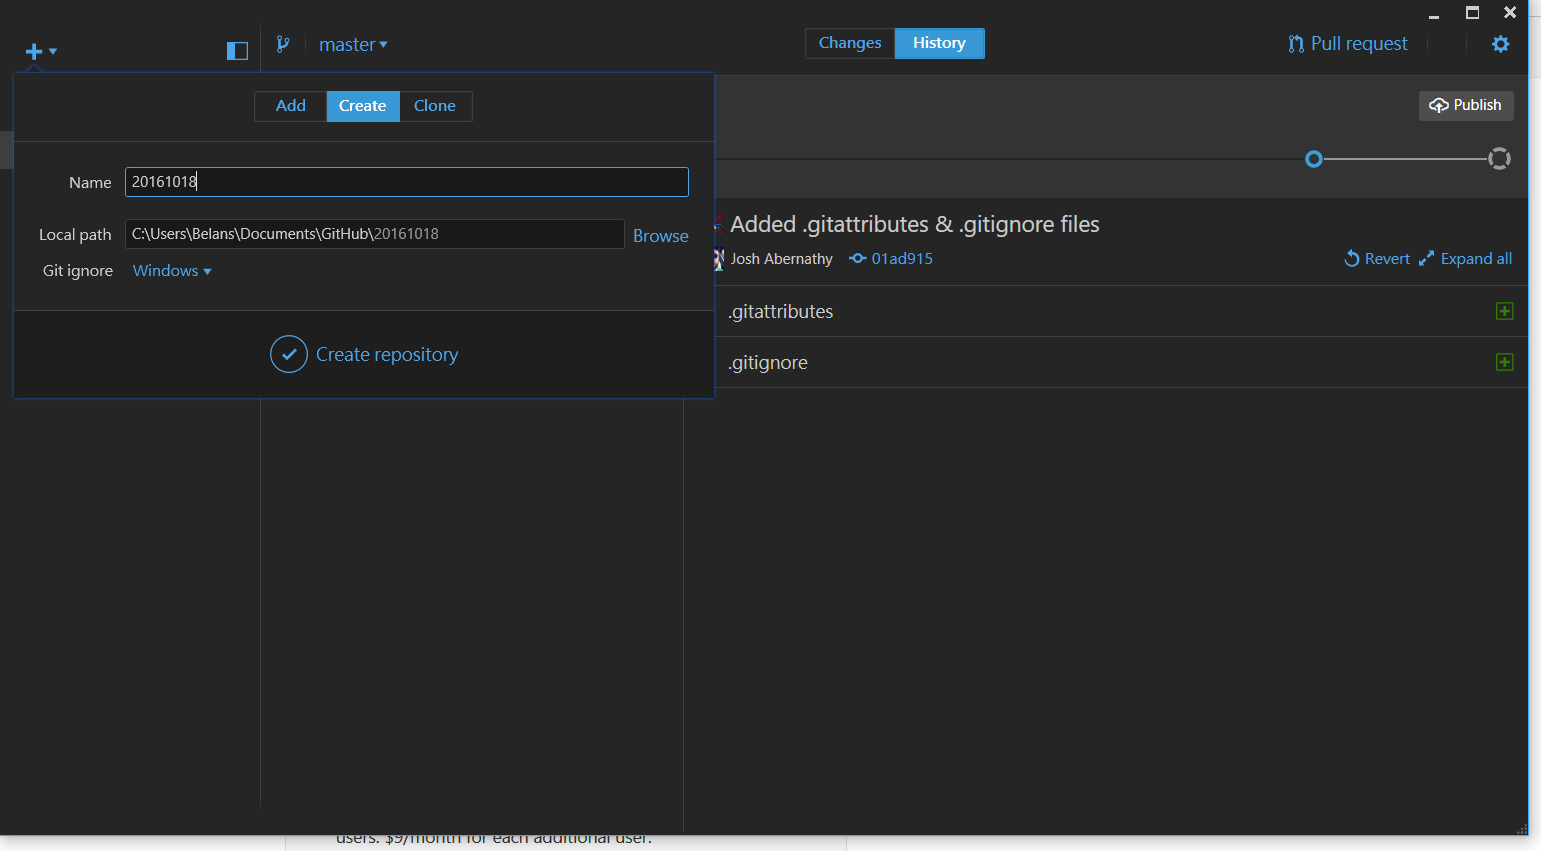 master
Changes
History
Pull request
Add
Create
Clone
Publish
Name
20161018
Local path
C:\Users\Belans\Documents\GitHub\20161018
Browse
Git ignore
Windows
Create repository
Added .gitattributes & .gitignore files
Josh Abernathy
01ad915
Revert
Expand all
.gitattributes
.gitignore
users. $9/month for each additional user.